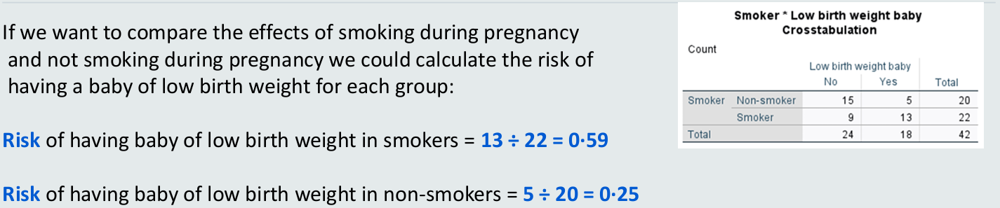 If we want to compare the effects of smoking during pregnancy
and not smoking during pregnancy we could calculate the risk of
having a baby of low birth weight for each group:
Risk of having baby of low birth weight in smokers = 13 ÷ 22 = 0·59
Risk of having baby of low birth weight in non-smokers = 5 ÷ 20 = 0·25
Smoker * Low birth weight baby
Crosstabulation
Count
Low birth weight baby
No Yes Total
Smoker Non-smoker 15 5 20
Smoker 9 13 22
Total 24 18 42